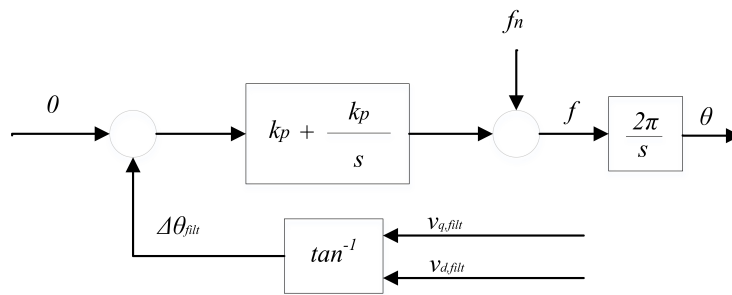 fn
0
kp + kp
s
f
2π
s
θ
Δθfilt
tan-1
vq,filt
vd,filt